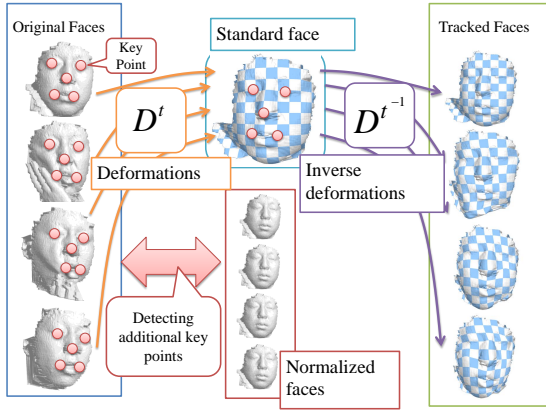 Original Faces
Key
Point
Standard face
Tracked Faces
D^t
D^{t^{-1}}
Deformations
Inverse
deformations
Detecting
additional key
points
Normalized
faces